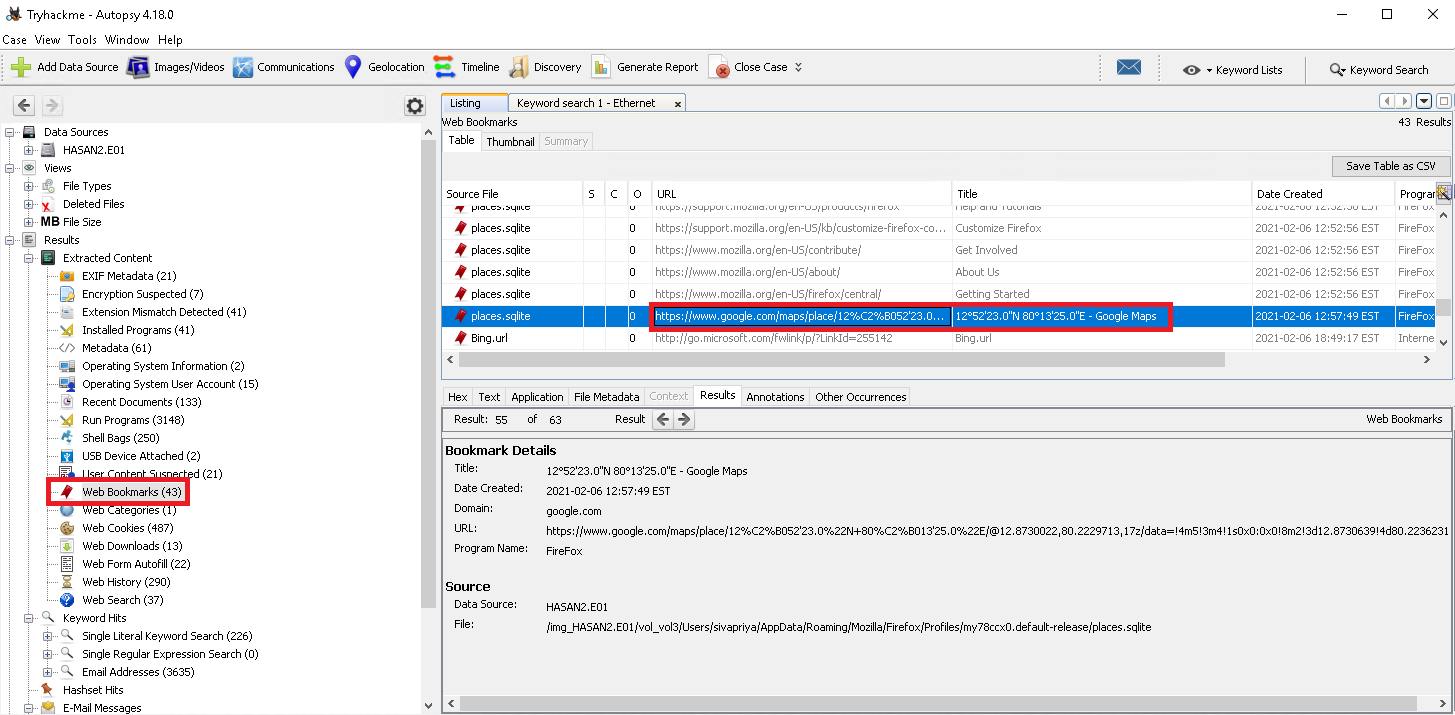 Tryhackme - Autopsy 4.18.0
Case View Tools Window Help
Add Data Source Images/Videos Communications Geolocation Timeline Discovery Generate Report Close Case Keyword Lists Keyword Search
Data Sources
HASAN2.E01
Views
File Types
Deleted Files
MB File Size
Results
Extracted Content
EXIF Metadata (21)
Encryption Suspected (7)
Extension Mismatch Detected (41)
Installed Programs (41)
Metadata (61)
Operating System Information (2)
Operating System User Account (15)
Recent Documents (133)
Run Programs (3148)
Shell Bags (250)
USB Device Attached (2)
User Content Suspected (21)
Web Bookmarks (43)
Web Categories (1)
Web Cookies (487)
Web Downloads (13)
Web Form Autofill (22)
Web History (290)
Web Search (37)
Keyword Hits
Single Literal Keyword Search (226)
Single Regular Expression Search (0)
Email Addresses (3635)
Hashset Hits
E-Mail Messages
Listing Keyword search 1 - Ethernet x
Web Bookmarks 43 Results
Table Thumbnail Summary
Save Table as CSV
Source File S C O URL Title Date Created Program
places.sqlite 0 https://support.mozilla.org/en-US/products/firefox Help and Tutorials 2021-02-06 12:52:56 EST FireFox
places.sqlite 0 https://support.mozilla.org/en-US/kb/customize-firefox-co... Customize Firefox 2021-02-06 12:52:56 EST FireFox
places.sqlite 0 https://www.mozilla.org/en-US/contribute/ Get Involved 2021-02-06 12:52:56 EST FireFox
places.sqlite 0 https://www.mozilla.org/en-US/about/ About Us 2021-02-06 12:52:56 EST FireFox
places.sqlite 0 https://www.mozilla.org/en-US/firefox/central/ Getting Started 2021-02-06 12:52:56 EST FireFox
places.sqlite 0 https://www.google.com/maps/place/12%C2%B052'23.0... 12°52'23.0"N 80°13'25.0"E - Google Maps 2021-02-06 12:57:49 EST FireFox
Bing.url 0 http://go.microsoft.com/fwlink/p/?LinkId=255142 Bing.url 2021-02-06 18:49:17 EST Interne
Hex Text Application File Metadata Context Results Annotations Other Occurrences
Result: 55 of 63 Result Web Bookmarks
Bookmark Details
Title: 12°52'23.0"N 80°13'25.0"E - Google Maps
Date Created: 2021-02-06 12:57:49 EST
Domain: google.com
URL: https://www.google.com/maps/place/12%C2%B052'23.0%22N+80%C2%B013'25.0%22E/@12.8730022,80.2229713,17z/data=!4m5!3m4!1s0x0:0x0!8m2!3d12.8730639!4d80.2236231
Program Name: FireFox
Source
Data Source: HASAN2.E01
File: /img_HASAN2.E01/vol_vol3/Users/sivapriya/AppData/Roaming/Mozilla/Firefox/Profiles/my78ccx0.default-release/places.sqlite